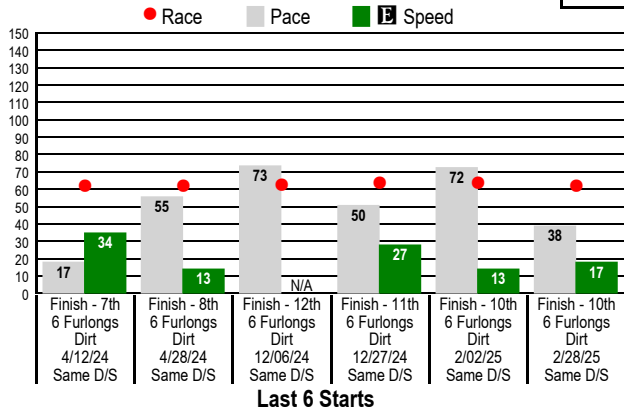 Race Pace E Speed
150
140
130
120
110
100
90
80
70
60
50
40
30
20
10
0
17 34 55 13 73 N/A 50 27 72 13 38 17
Finish - 7th Finish - 8th Finish - 12th Finish - 11th Finish - 10th Finish - 10th
6 Furlongs 6 Furlongs 6 Furlongs 6 Furlongs 6 Furlongs 6 Furlongs
Dirt Dirt Dirt Dirt Dirt Dirt
4/12/24 4/28/24 12/06/24 12/27/24 2/02/25 2/28/25
Same D/S Same D/S Same D/S Same D/S Same D/S Same D/S
Last 6 Starts